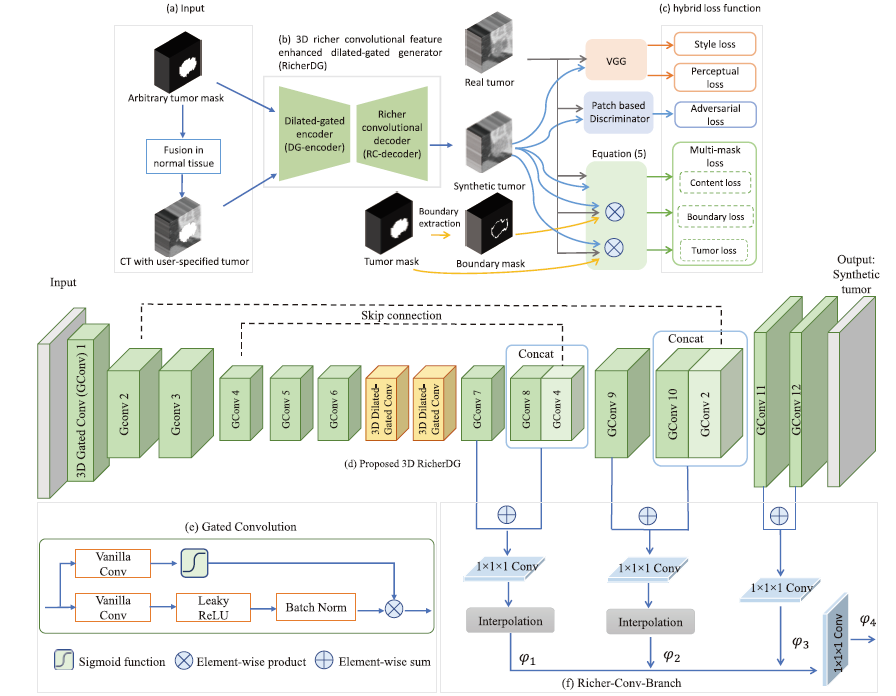 (a) Input
Arbitrary tumor mask
Fusion in
normal tissue
CT with user-specified tumor
(b) 3D richer convolutional feature
enhanced dilated-gated generator
(RicherDG)
Dilated-gated
encoder
(DG-encoder)
Richer
convolutional
decoder
(RC-decoder)
Real tumor
Synthetic tumor
Boundary
extraction
Tumor mask
Boundary mask
(c) hybrid loss function
VGG
Style loss
Perceptual
loss
Patch based
Discriminator
Adversarial
loss
Equation (5)
Multi-mask
loss
Content loss
Boundary loss
Tumor loss
Input
Output:
Synthetic
tumor
Skip connection
Concat
Concat
3D Gated Conv (GConv) 1
Gconv 2
GConv 3
GConv 4
GConv 5
GConv 6
3D Dilated-
Gated Conv
3D Dilated-
Gated Conv
GConv 7
GConv 8
GConv 4
GConv 9
GConv 10
GConv 2
GConv 11
GConv 12
(d) Proposed 3D RicherDG
(e) Gated Convolution
Vanilla
Conv
Vanilla
Conv
Leaky
ReLU
Batch Norm
Sigmoid function
Element-wise product
Element-wise sum
1×1×1 Conv
1×1×1 Conv
1×1×1 Conv
Interpolation
Interpolation
φ1
φ2
φ3
1×1×1 Conv
φ4
(f) Richer-Conv-Branch